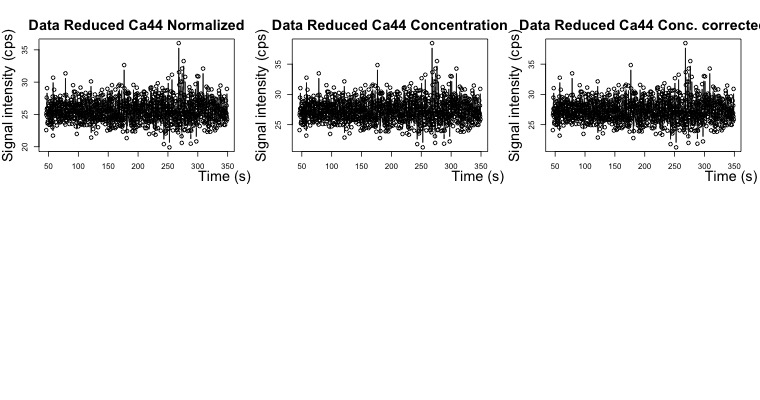 Data Reduced Ca44 Normalized
Signal intensity (cps)
20 25 30 35
50 100 150 200 250 300 350
Time (s)
Data Reduced Ca44 Concentration
Signal intensity (cps)
25 30 35
50 100 150 200 250 300 350
Time (s)
Data Reduced Ca44 Conc. corrected
Signal intensity (cps)
25 30 35
50 100 150 200 250 300 350
Time (s)